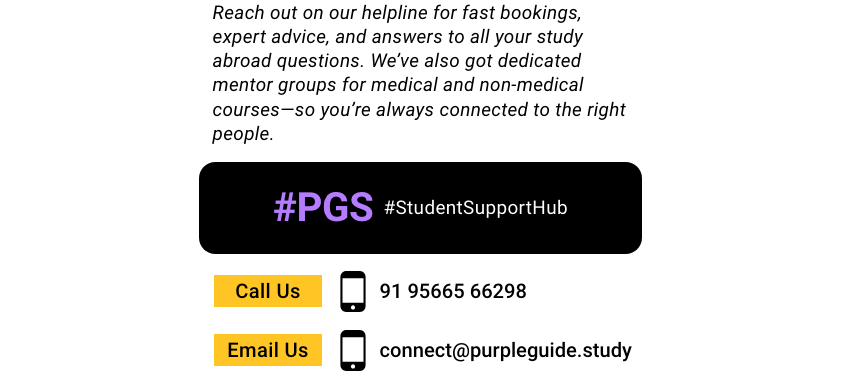 Reach out on our helpline for fast bookings,
expert advice, and answers to all your study
abroad questions. We’ve also got dedicated
mentor groups for medical and non-medical
courses—so you’re always connected to the right
people.
#PGS #StudentSupportHub
Call Us 91 95665 66298
Email Us connect@purpleguide.study